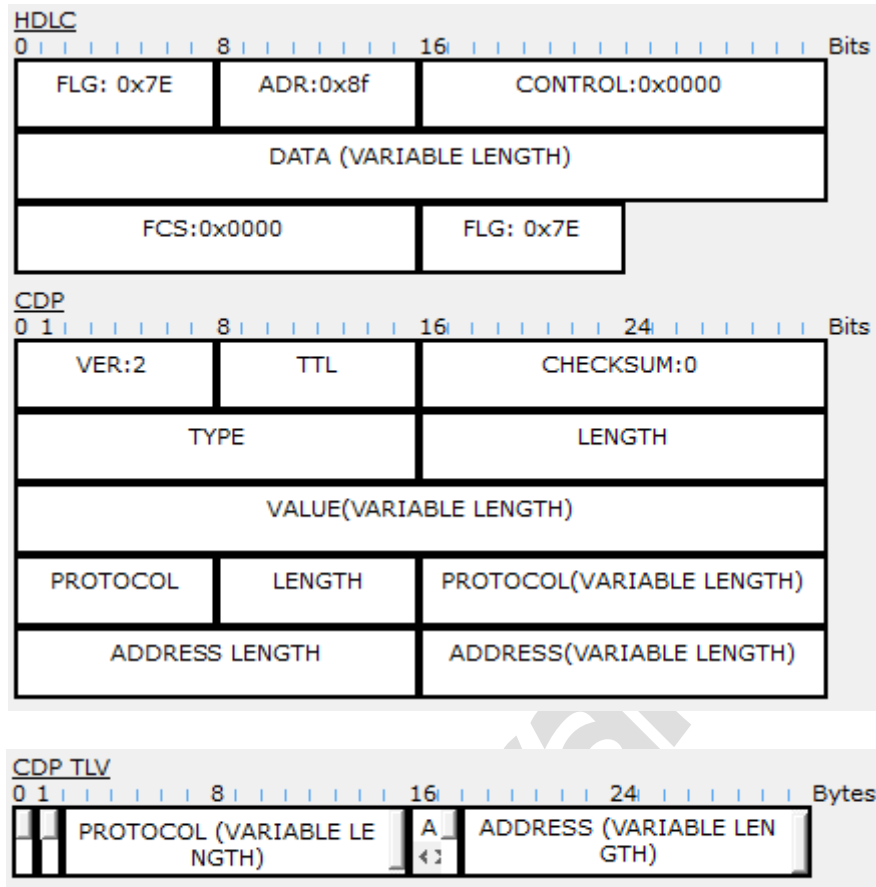 HDLC
0 8 16 Bits
FLG: 0x7E ADR:0x8f CONTROL:0x0000
DATA (VARIABLE LENGTH)
FCS:0x0000 FLG: 0x7E
CDP
0 1 8 16 24 Bits
VER:2 TTL CHECKSUM:0
TYPE LENGTH
VALUE(VARIABLE LENGTH)
PROTOCOL LENGTH PROTOCOL(VARIABLE LENGTH)
ADDRESS LENGTH ADDRESS(VARIABLE LENGTH)
CDP TLV
0 1 8 16 24 Bytes
PROTOCOL (VARIABLE LE A ADDRESS (VARIABLE LEN
NGTH) GTH)